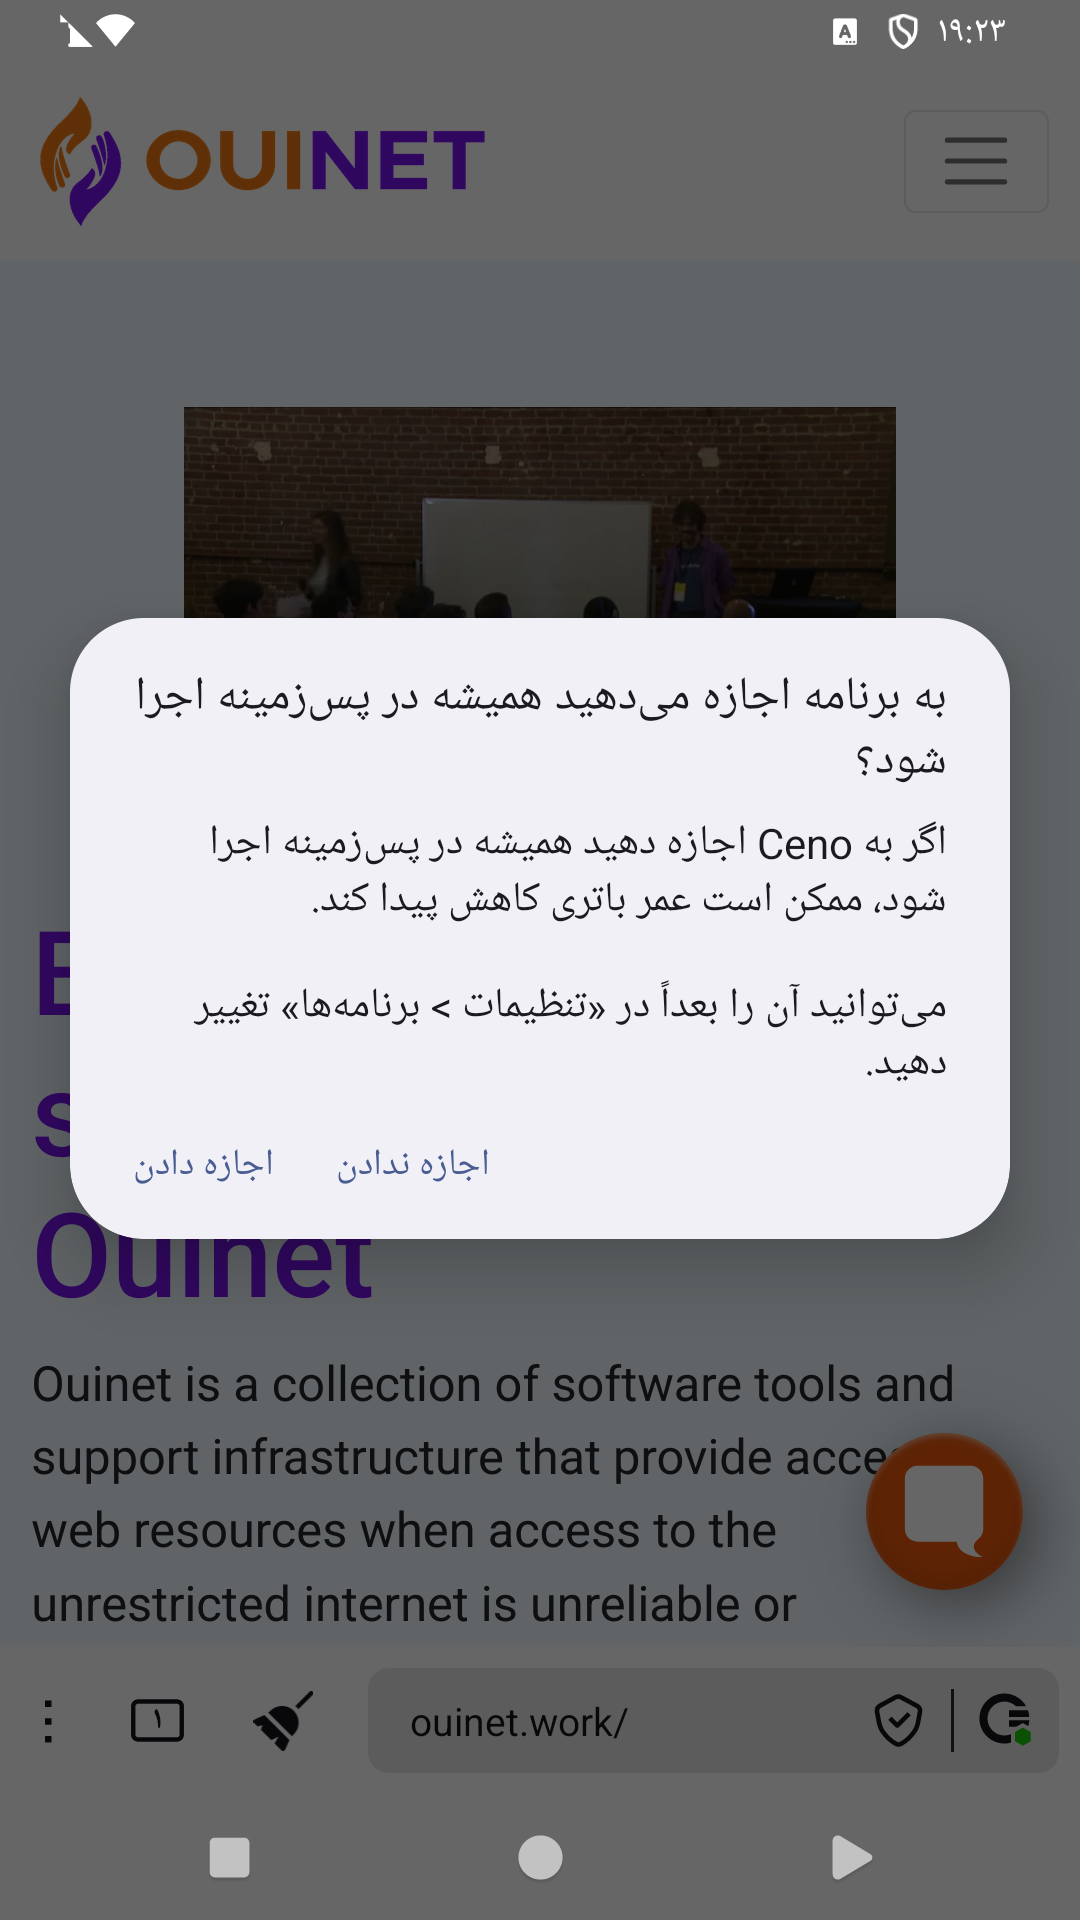 ۱۹:۲۳
OUINET
به برنامه اجازه می‌دهید همیشه در پس‌زمینه اجرا
شود؟
اگر به Ceno اجازه دهید همیشه در پس‌زمینه اجرا
شود، ممکن است عمر باتری کاهش پیدا کند.
می‌توانید آن را بعداً در «تنظیمات > برنامه‌ها» تغییر
دهید.
اجازه ندادن
اجازه دادن
Ouinet
Ouinet is a collection of software tools and
support infrastructure that provide
web resources when access to the
unrestricted internet is unreliable or
۱
ouinet.work/